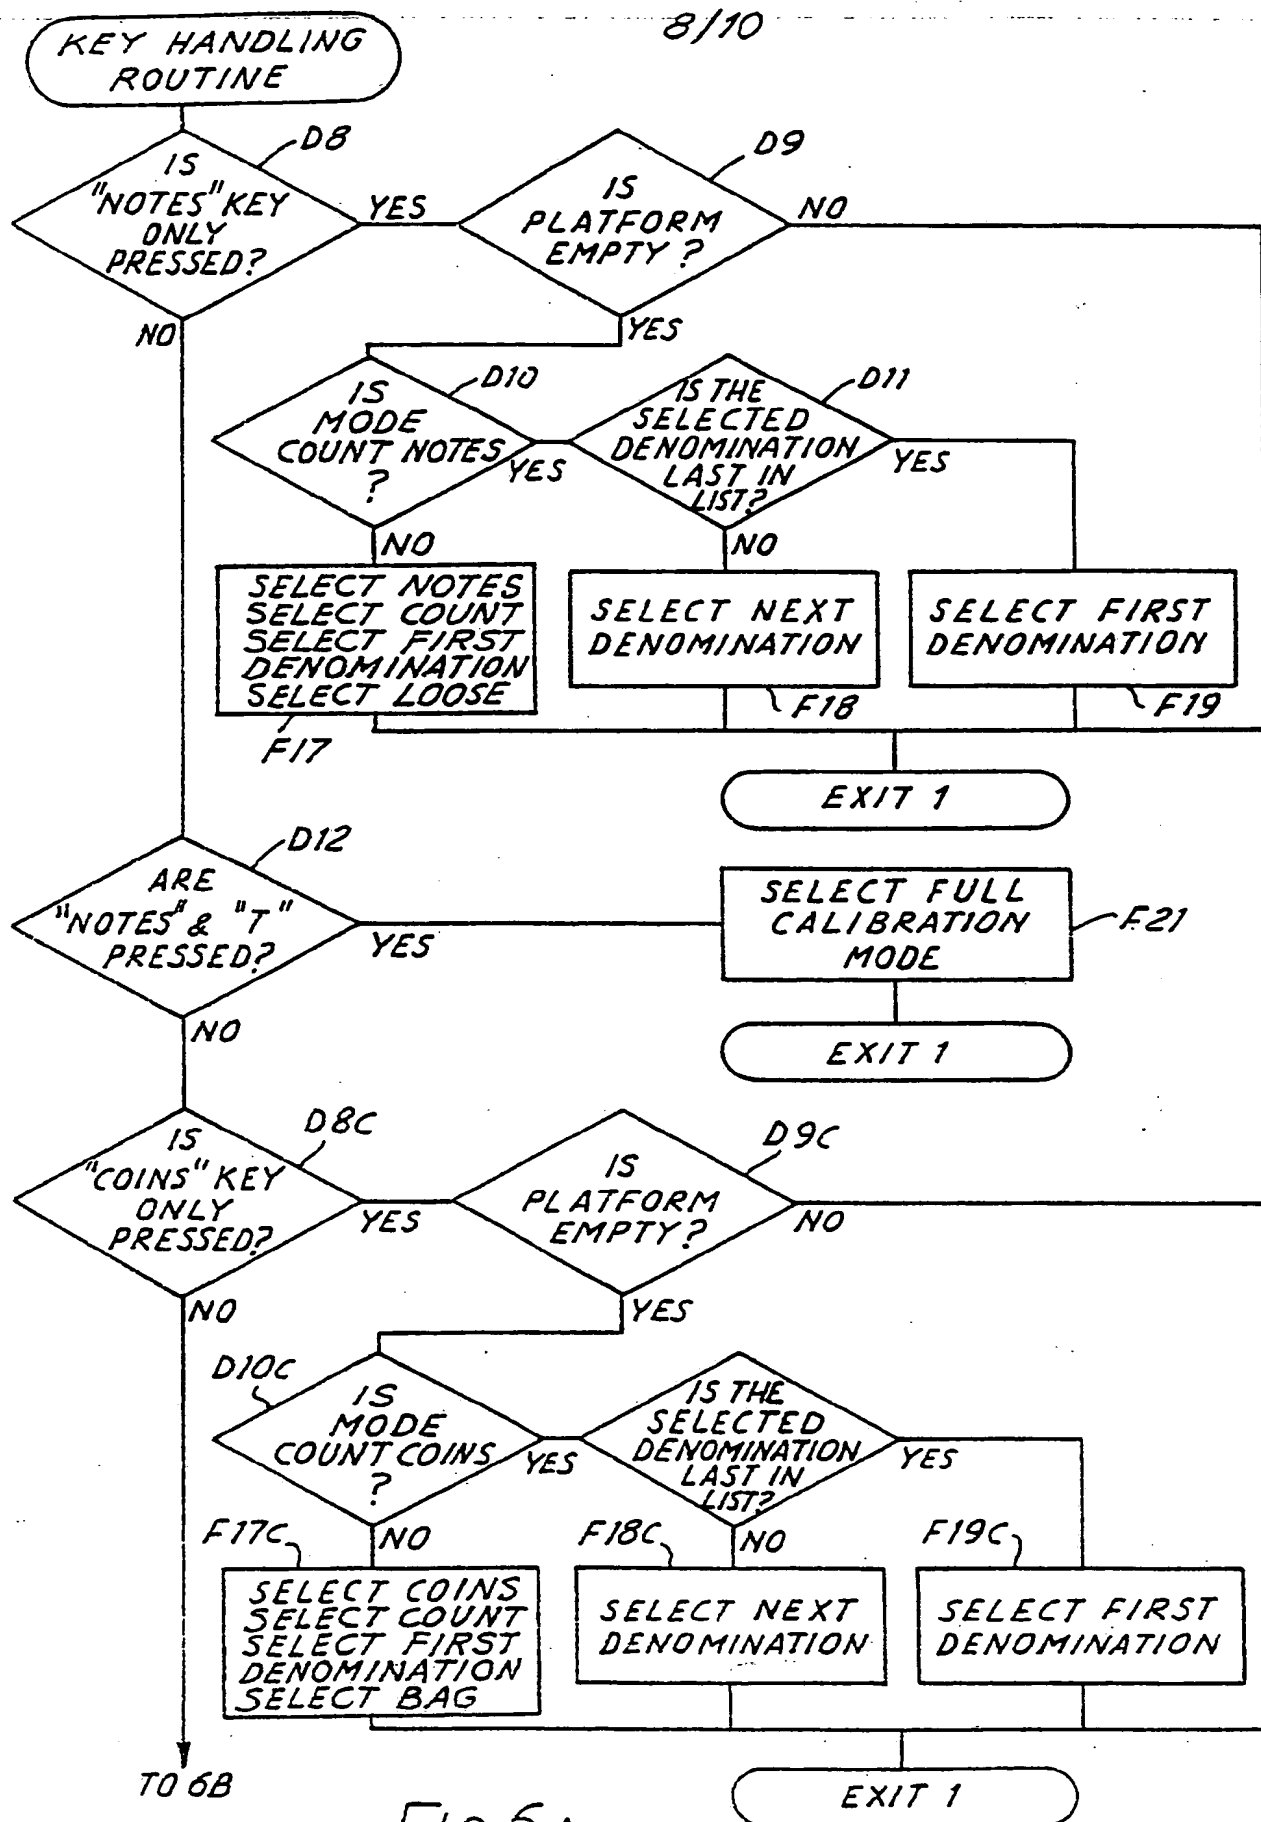 8/10
KEY HANDLING
ROUTINE
D8
IS
"NOTES" KEY
ONLY
PRESSED?
YES
NO
D9
IS
PLATFORM
EMPTY ?
NO
YES
D10
IS
MODE
COUNT NOTES
?
YES
NO
D11
IS THE
SELECTED
DENOMINATION
LAST IN
LIST?
YES
NO
SELECT NOTES
SELECT COUNT
SELECT FIRST
DENOMINATION
SELECT LOOSE
F17
SELECT NEXT
DENOMINATION
F18
SELECT FIRST
DENOMINATION
F19
EXIT 1
D12
ARE
"NOTES" & "T"
PRESSED?
YES
NO
SELECT FULL
CALIBRATION
MODE
F21
EXIT 1
D8C
IS
"COINS" KEY
ONLY
PRESSED?
YES
NO
D9C
IS
PLATFORM
EMPTY ?
NO
YES
D10C
IS
MODE
COUNT COINS
?
YES
NO
IS THE
SELECTED
DENOMINATION
LAST IN
LIST?
YES
NO
F17C
SELECT COINS
SELECT COUNT
SELECT FIRST
DENOMINATION
SELECT BAG
F18C
SELECT NEXT
DENOMINATION
F19C
SELECT FIRST
DENOMINATION
EXIT 1
TO 6B